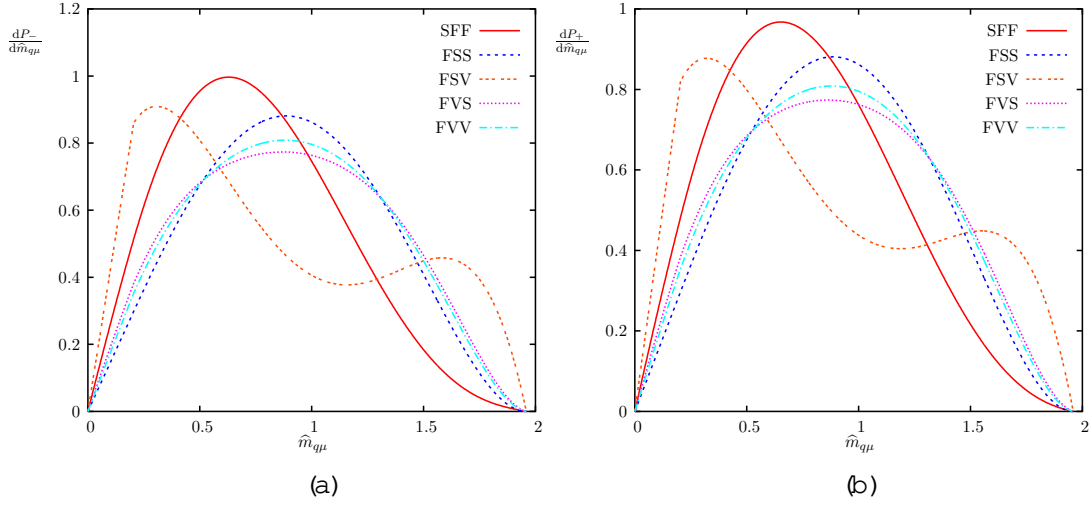 dP−
dm̂qμ
1.2
1
0.8
0.6
0.4
0.2
0
0 0.5 1 1.5 2
m̂qμ
SFF
FSS
FSV
FVS
FVV
(a)
dP+
dm̂qμ
1
0.8
0.6
0.4
0.2
0
0 0.5 1 1.5 2
m̂qμ
SFF
FSS
FSV
FVS
FVV
(b)